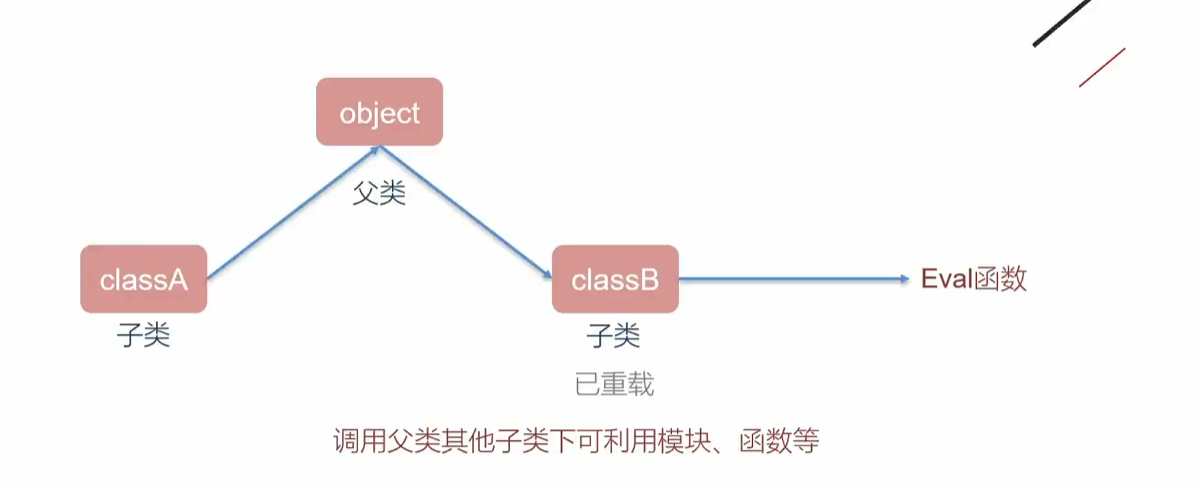 object
父类
classA
classB
Eval函数
子类
子类
已重载
调用父类其他子类下可利用模块、函数等